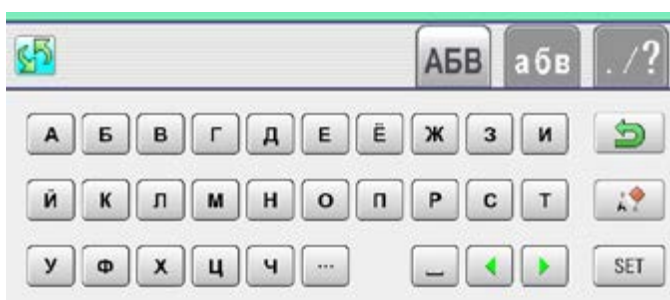 АБВ абв ./?
А Б В Г Д Е Ё Ж З И
Й К Л М Н О П Р С Т
У Ф Х Ц Ч ... SET